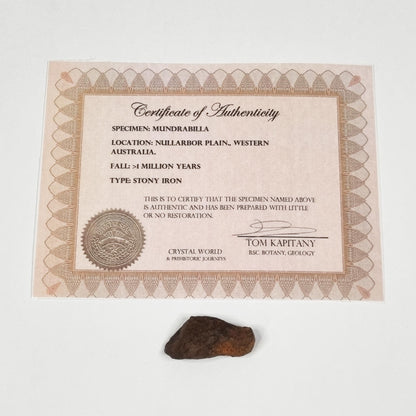 Certificate of Authenticity
SPECIMEN: MUNDRABILLA
LOCATION: NULLARBOR PLAIN., WESTERN
AUSTRALIA.
FALL: >1 MILLION YEARS
TYPE: STONY IRON
THIS IS TO CERTIFY THAT THE SPECIMEN NAMED ABOVE
IS AUTHENTIC AND HAS BEEN PREPARED WITH LITTLE
OR NO RESTORATION.
CRYSTAL WORLD
& PREHISTORIC JOURNEYS
TOM KAPITANY
BSC. BOTANY, GEOLOGY